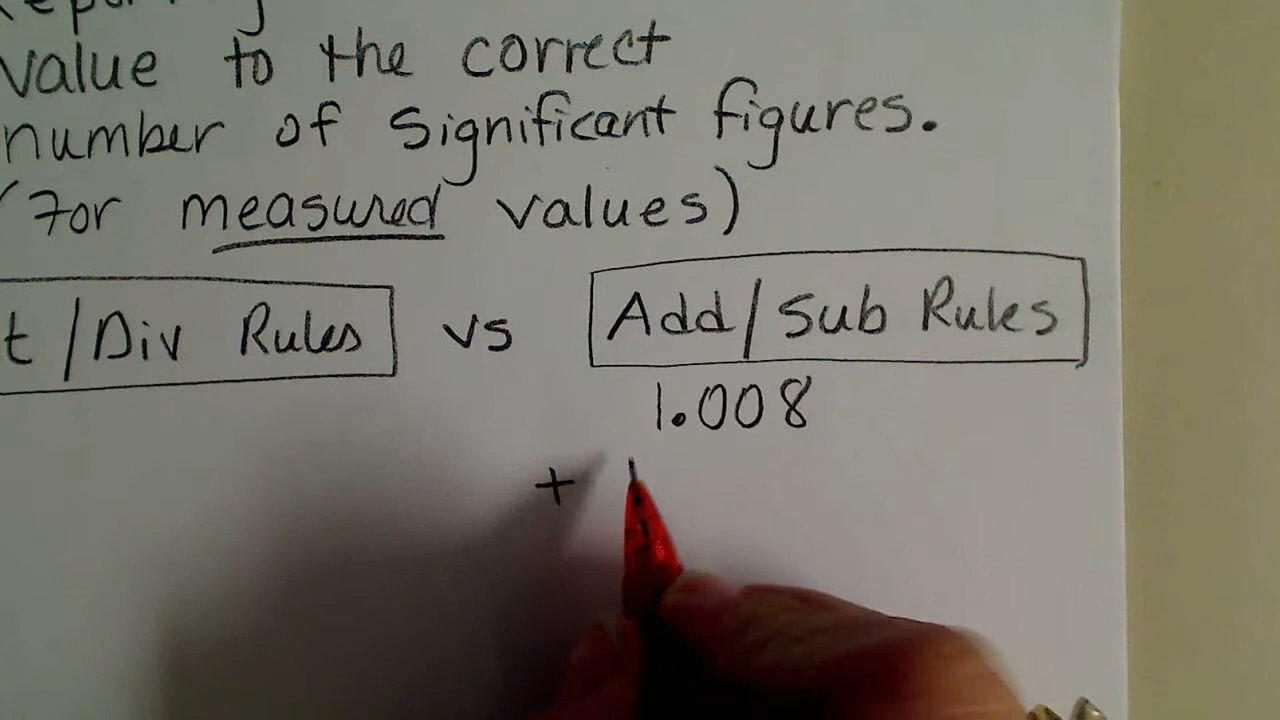 value to the correct
number of significant figures.
(for measured values)
t/Div Rules vs Add/Sub Rules
1.008
+